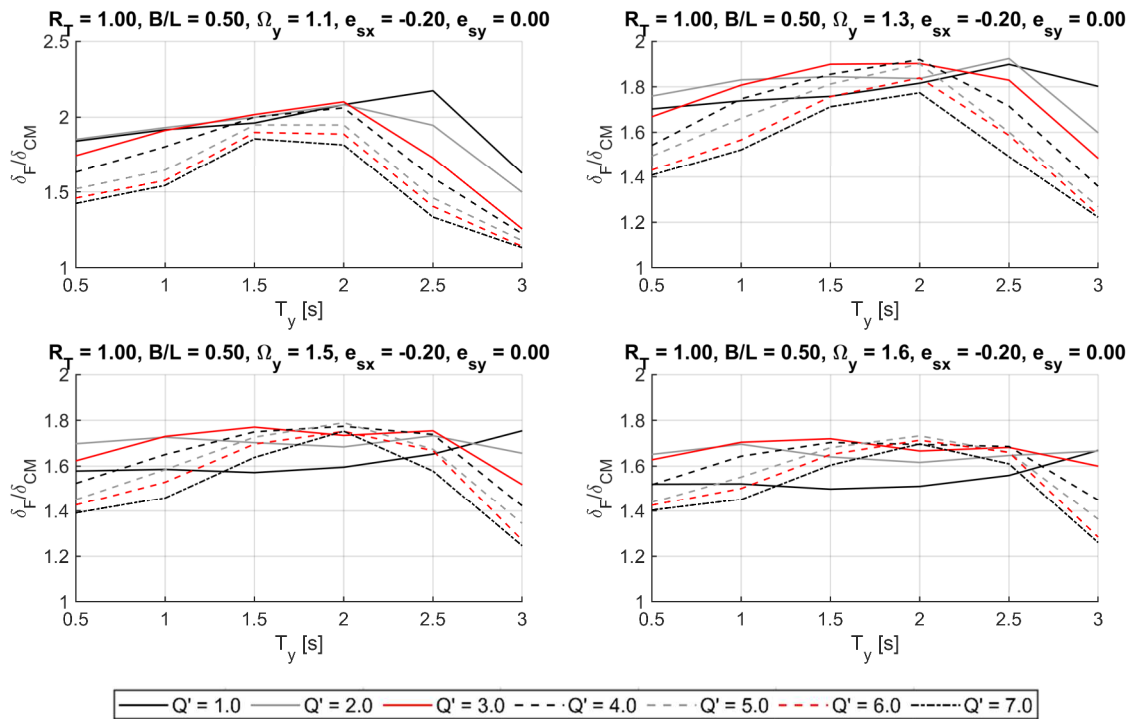 R_T = 1.00, B/L = 0.50, Ω_y = 1.1, e_sx = -0.20, e_sy = 0.00
2.5
2
1.5
1
δ_F/δ_CM
0.5 1 1.5 2 2.5 3
T_y [s]
R_T = 1.00, B/L = 0.50, Ω_y = 1.3, e_sx = -0.20, e_sy = 0.00
2
1.8
1.6
1.4
1.2
1
δ_F/δ_CM
0.5 1 1.5 2 2.5 3
T_y [s]
R_T = 1.00, B/L = 0.50, Ω_y = 1.5, e_sx = -0.20, e_sy = 0.00
2
1.8
1.6
1.4
1.2
1
δ_F/δ_CM
0.5 1 1.5 2 2.5 3
T_y [s]
R_T = 1.00, B/L = 0.50, Ω_y = 1.6, e_sx = -0.20, e_sy = 0.00
2
1.8
1.6
1.4
1.2
1
δ_F/δ_CM
0.5 1 1.5 2 2.5 3
T_y [s]
Q' = 1.0 Q' = 2.0 Q' = 3.0 Q' = 4.0 Q' = 5.0 Q' = 6.0 Q' = 7.0